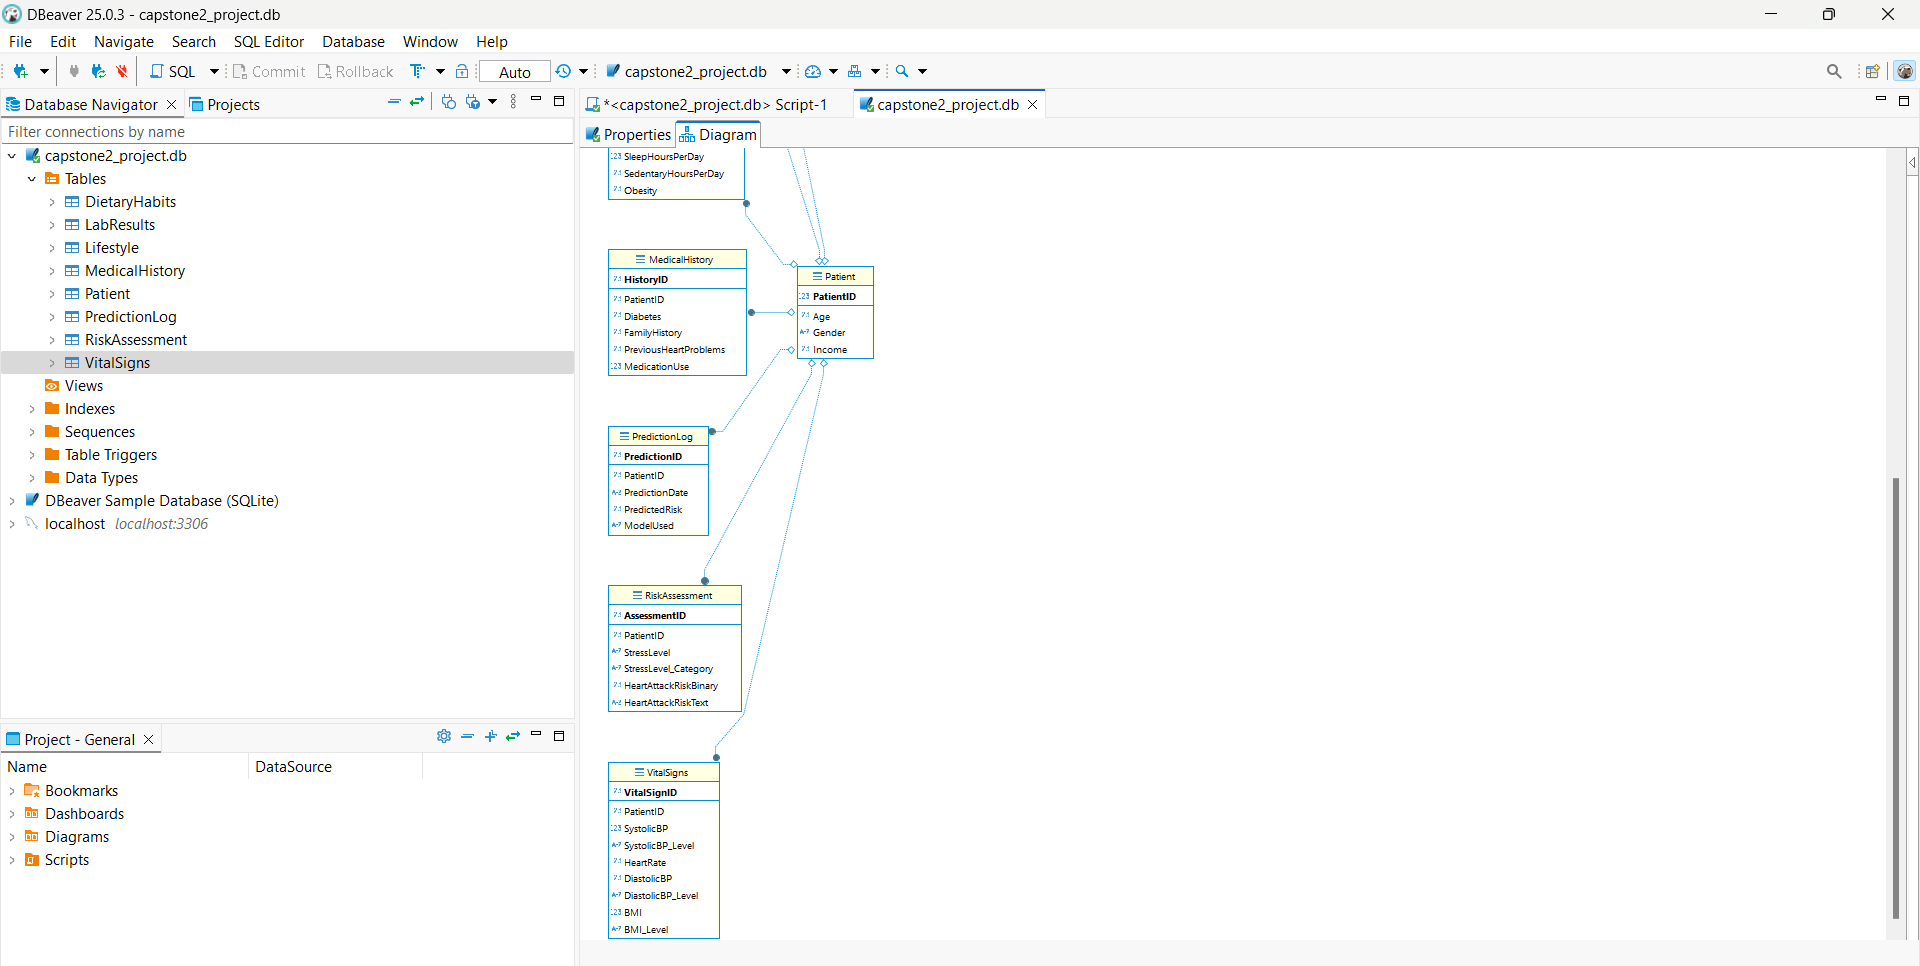 DBeaver 25.0.3 - capstone2_project.db
File Edit Navigate Search SQL Editor Database Window Help
SQL Commit Rollback Auto capstone2_project.db
Database Navigator Projects
Filter connections by name
capstone2_project.db
Tables
DietaryHabits
LabResults
Lifestyle
MedicalHistory
Patient
PredictionLog
RiskAssessment
VitalSigns
Views
Indexes
Sequences
Table Triggers
Data Types
DBeaver Sample Database (SQLite)
localhost localhost:3306
Project - General
Name DataSource
Bookmarks
Dashboards
Diagrams
Scripts
*<capstone2_project.db> Script-1 capstone2_project.db
Properties Diagram
123 SleepHoursPerDay
SedentaryHoursPerDay
Obesity
MedicalHistory
HistoryID
PatientID
Diabetes
FamilyHistory
PreviousHeartProblems
123 MedicationUse
Patient
123 PatientID
Age
Gender
Income
PredictionLog
PredictionID
PatientID
PredictionDate
PredictedRisk
ModelUsed
RiskAssessment
AssessmentID
PatientID
StressLevel
StressLevel_Category
HeartAttackRiskBinary
HeartAttackRiskText
VitalSigns
VitalSignID
PatientID
123 SystolicBP
SystolicBP_Level
HeartRate
DiastolicBP
DiastolicBP_Level
123 BMI
BMI_Level